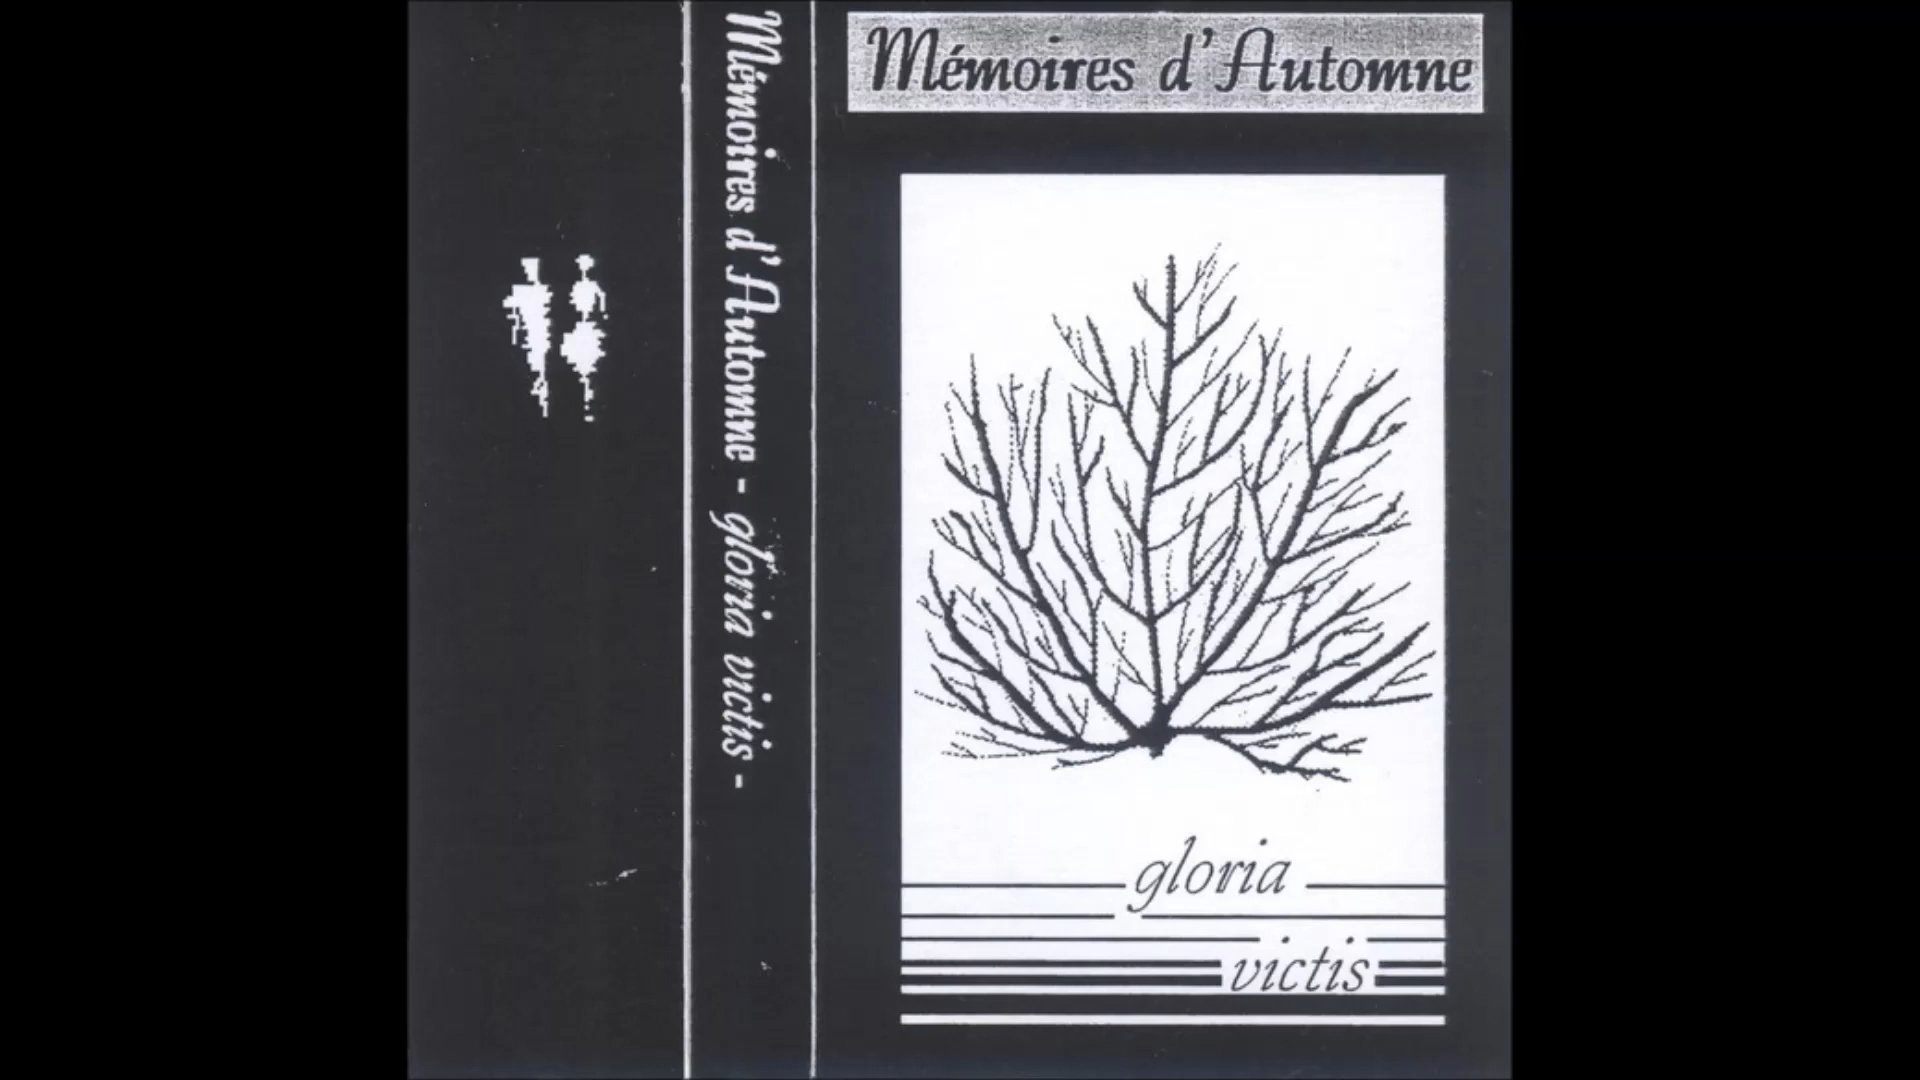 Mémoires d'Automne - gloria victis -
Mémoires d'Automne
gloria
victis